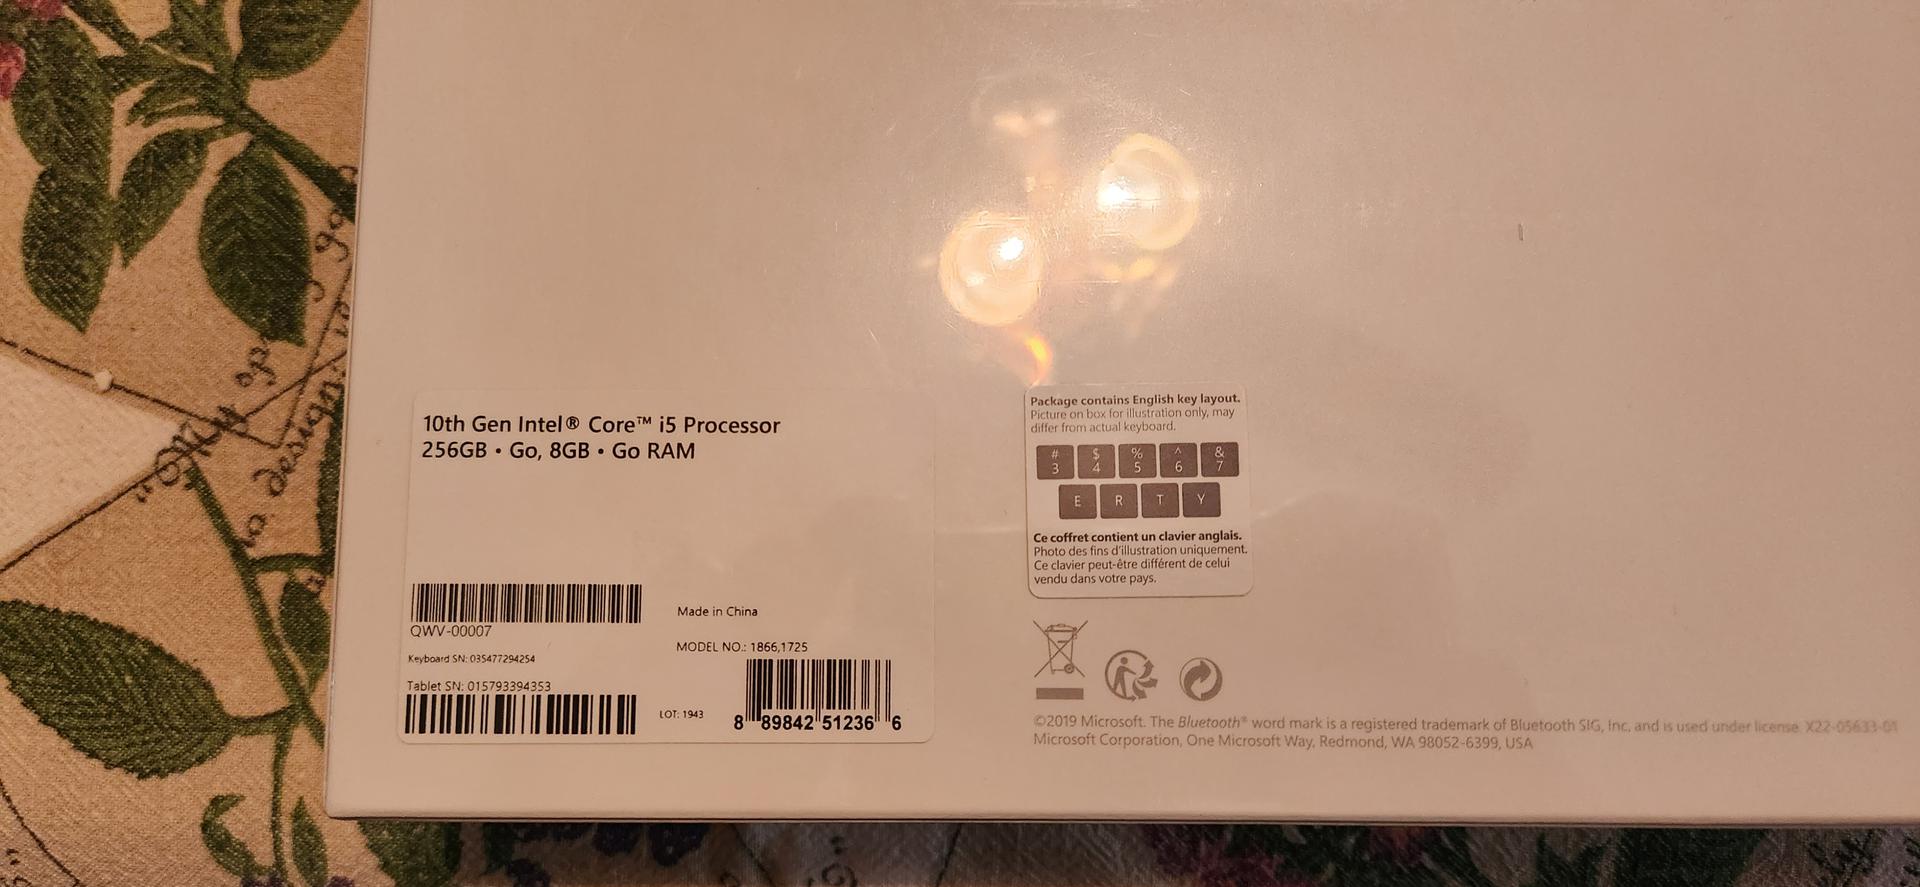 10th Gen Intel® Core™ i5 Processor
256GB • Go, 8GB • Go RAM
QWV-00007
Keyboard SN: 035477294254
Tablet SN: 015793394353
Made in China
MODEL NO.: 1866,1725
LOT: 1943
8 89842 51236 6
Package contains English key layout.
Picture on box for illustration only, may
differ from actual keyboard.
# $ % ^ &
3 4 5 6 7
E R T Y
Ce coffret contient un clavier anglais.
Photo des fins d'illustration uniquement.
Ce clavier peut-être différent de celui
vendu dans votre pays.
©2019 Microsoft. The Bluetooth® word mark is a registered trademark of Bluetooth SIG, Inc. and is used under license. X22-05633-01
Microsoft Corporation, One Microsoft Way, Redmond, WA 98052-6399, USA
design